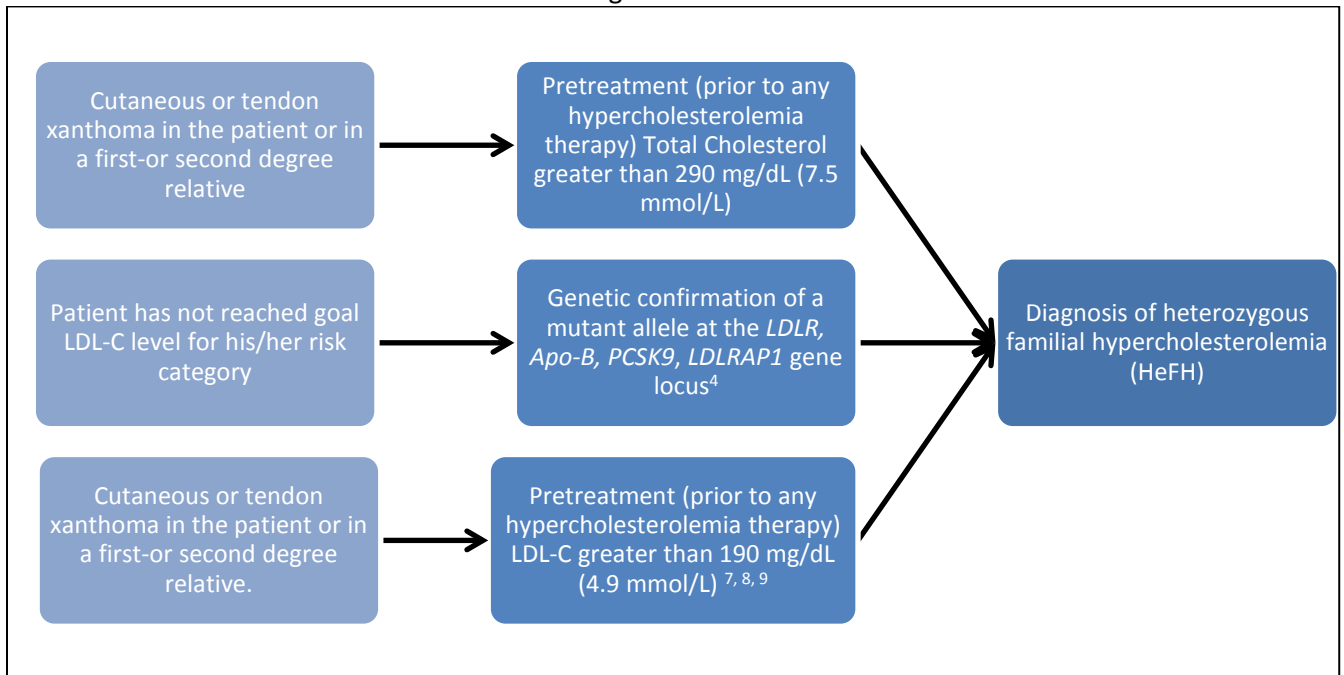 Cutaneous or tendon
xanthoma in the patient or in
a first-or second degree
relative
Pretreatment (prior to any
hypercholesterolemia
therapy) Total Cholesterol
greater than 290 mg/dL (7.5
mmol/L)
Patient has not reached goal
LDL-C level for his/her risk
category
Genetic confirmation of a
mutant allele at the LDLR,
Apo-B, PCSK9, LDLRAP1 gene
locus⁴
Diagnosis of heterozygous
familial hypercholesterolemia
(HeFH)
Cutaneous or tendon
xanthoma in the patient or in
a first-or second degree
relative.
Pretreatment (prior to any
hypercholesterolemia therapy)
LDL-C greater than 190 mg/dL
(4.9 mmol/L) ⁷, ⁸, ⁹